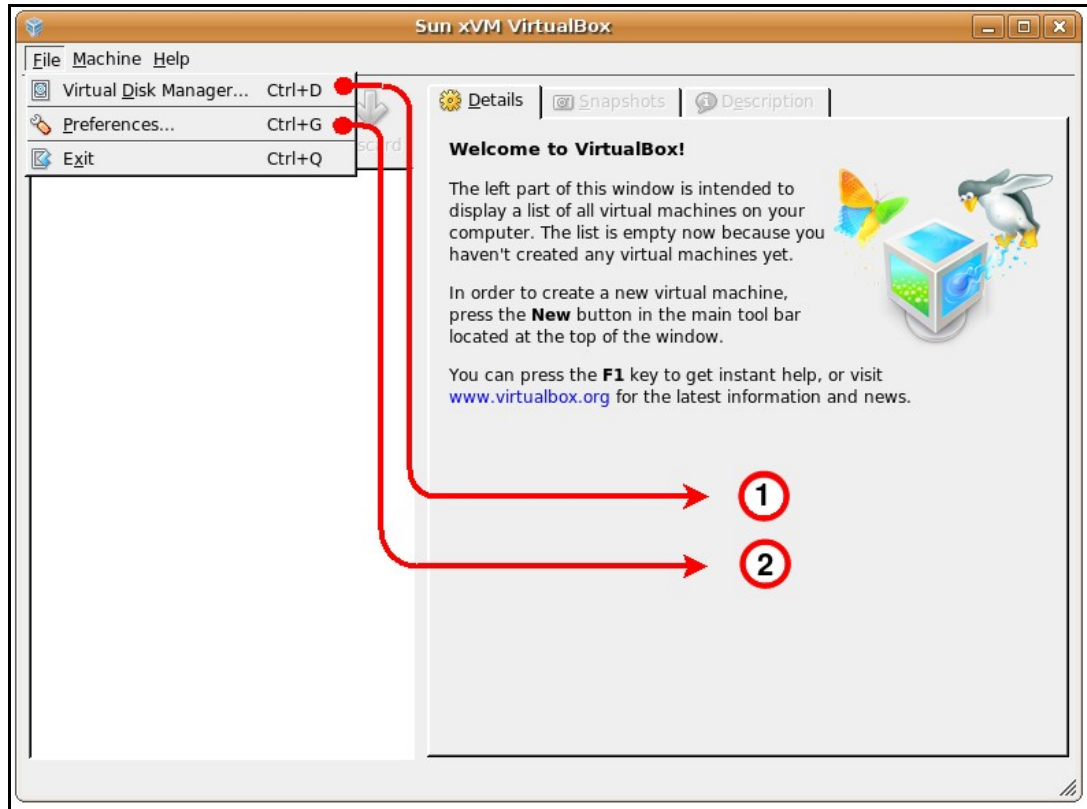 Sun xVM VirtualBox
File Machine Help
Virtual Disk Manager... Ctrl+D
Preferences... Ctrl+G
Exit Ctrl+Q
Details Snapshots Description
Welcome to VirtualBox!
The left part of this window is intended to
display a list of all virtual machines on your
computer. The list is empty now because you
haven't created any virtual machines yet.
In order to create a new virtual machine,
press the New button in the main tool bar
located at the top of the window.
You can press the F1 key to get instant help, or visit
www.virtualbox.org for the latest information and news.
1
2